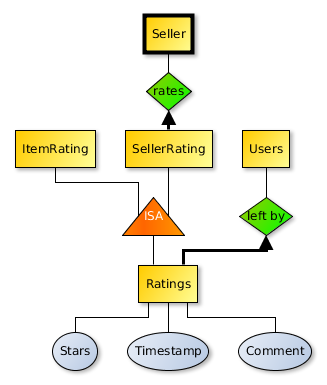 Seller
rates
ItemRating
SellerRating
Users
ISA
left by
Ratings
Stars
Timestamp
Comment